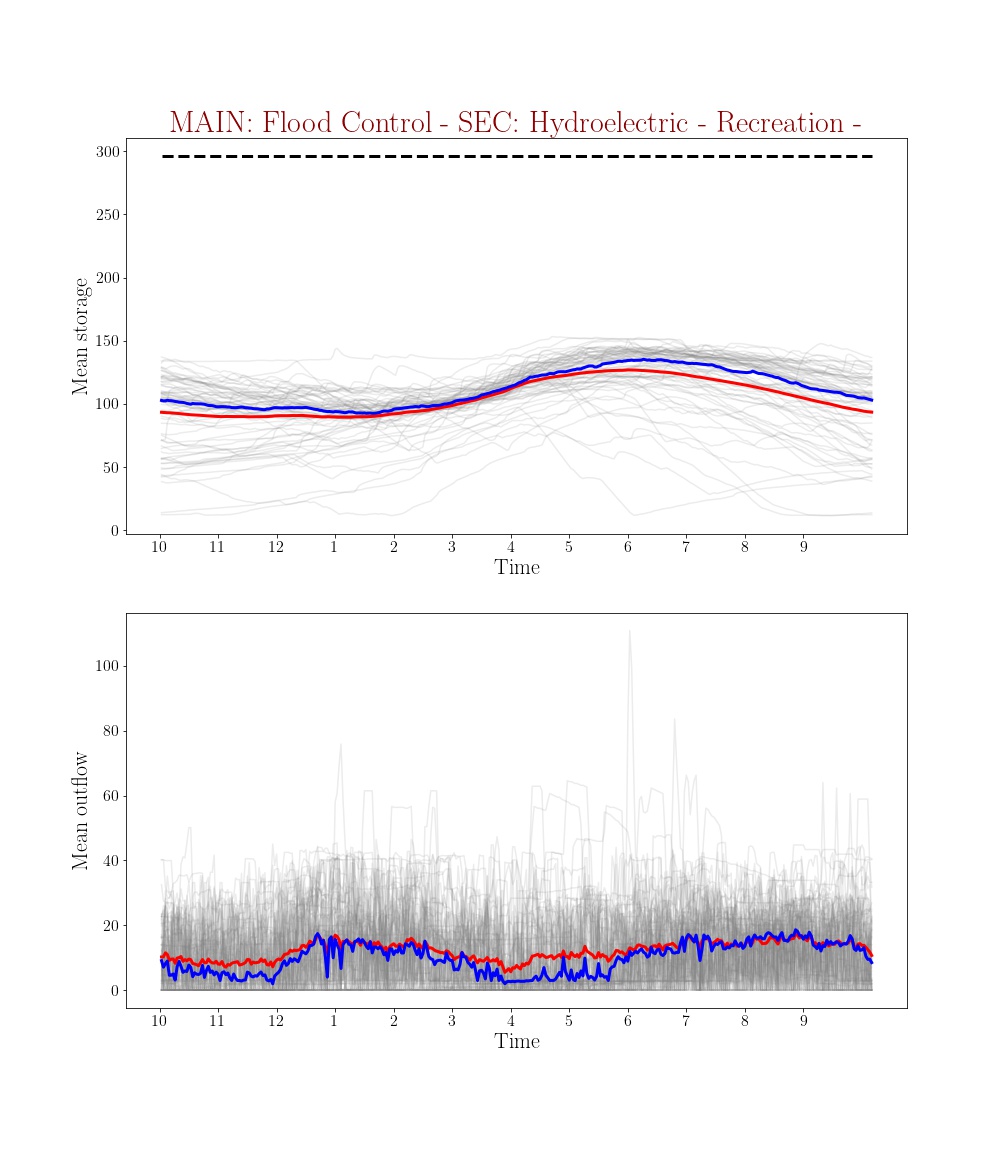 MAIN: Flood Control - SEC: Hydroelectric - Recreation -
300
250
200
150
100
50
0
Mean storage
10 11 12 1 2 3 4 5 6 7 8 9
Time
100
80
60
40
20
0
Mean outflow
10 11 12 1 2 3 4 5 6 7 8 9
Time